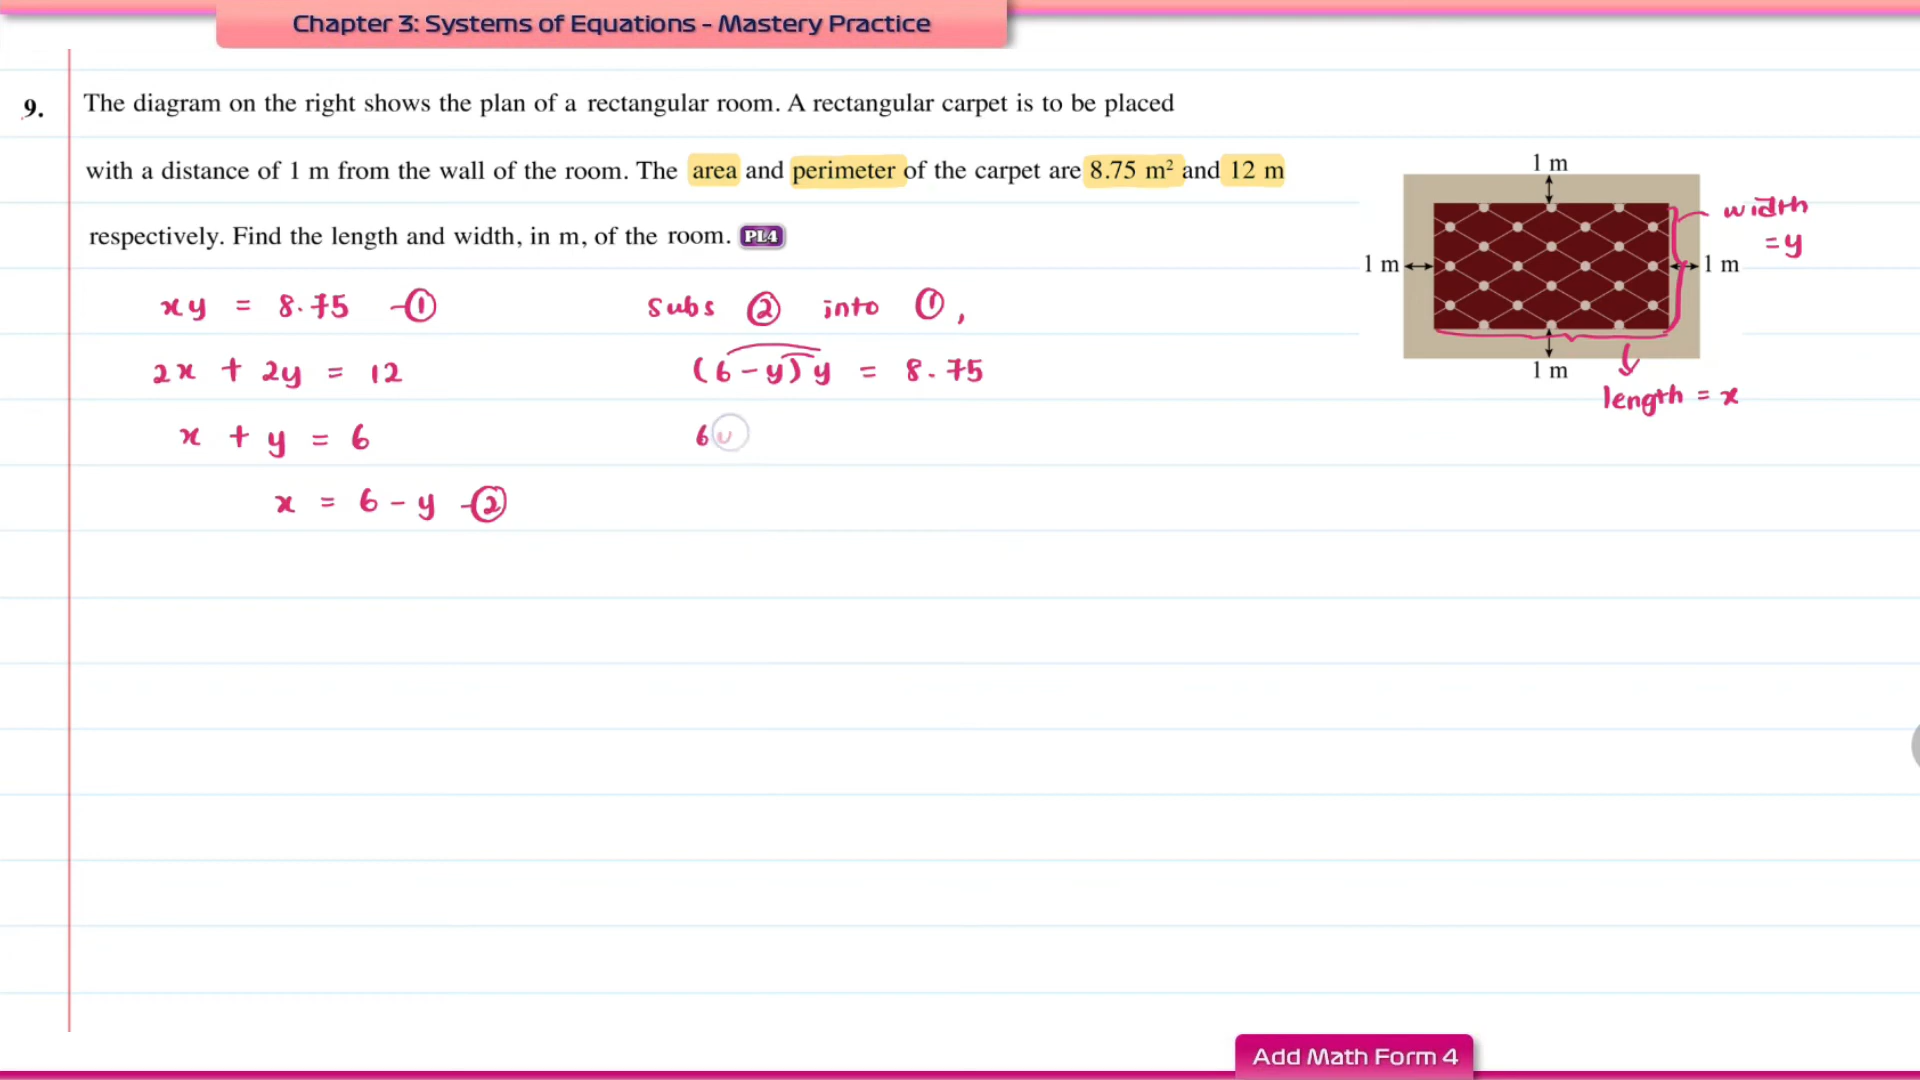 Chapter 3: Systems of Equations - Mastery Practice
9. The diagram on the right shows the plan of a rectangular room. A rectangular carpet is to be placed
with a distance of 1 m from the wall of the room. The area and perimeter of the carpet are 8.75 m² and 12 m
respectively. Find the length and width, in m, of the room. PL4
1 m
1 m
1 m
1 m
width
= y
length = x
xy = 8.75 -①
2x + 2y = 12
x + y = 6
x = 6 - y -②
Subs ② into ①,
(6 - y) y = 8.75
6
Add Math Form 4